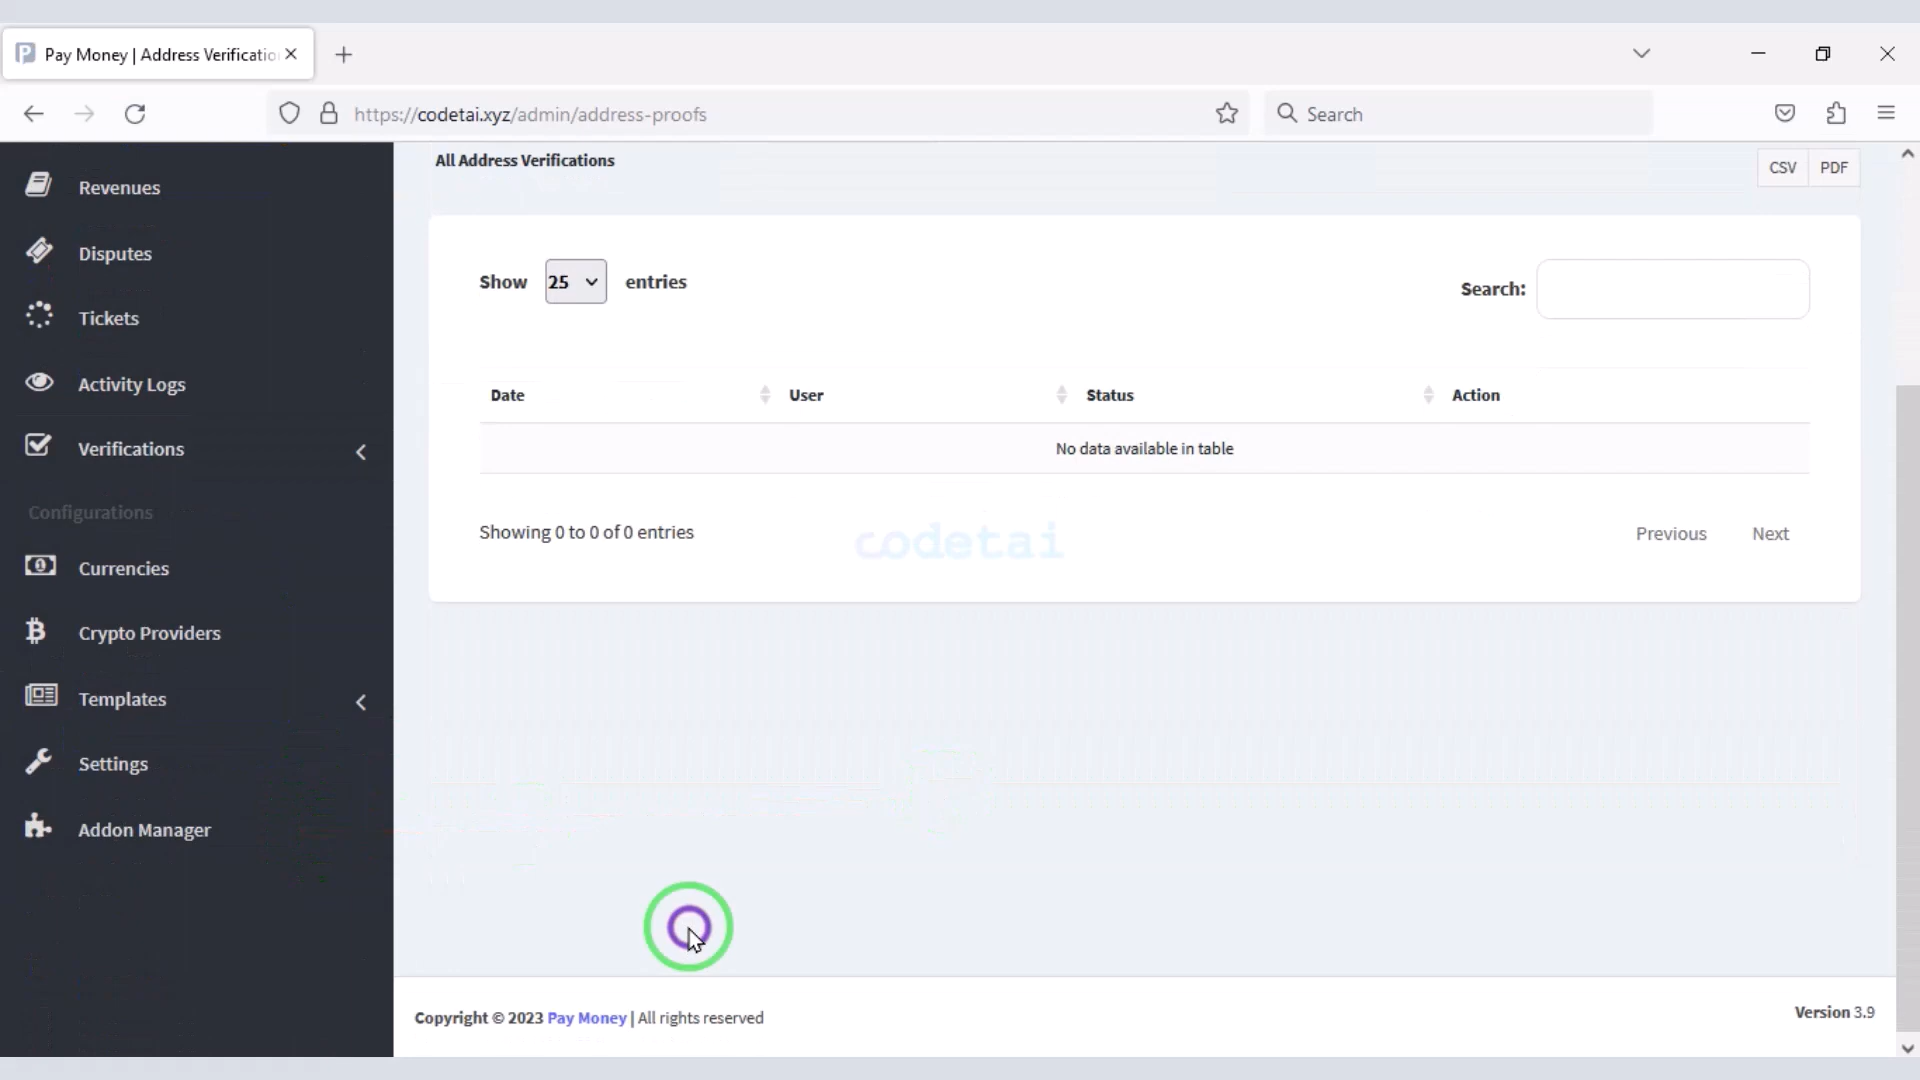 Pay Money | Address Verificatio
https://codetai.xyz/admin/address-proofs
Search
Revenues
Disputes
Tickets
Activity Logs
Verifications
Configurations
Currencies
Crypto Providers
Templates
Settings
Addon Manager
All Address Verifications
CSV PDF
Show 25 entries
Search:
Date User Status Action
No data available in table
Showing 0 to 0 of 0 entries
Previous Next
codetai
Copyright © 2023 Pay Money | All rights reserved
Version 3.9